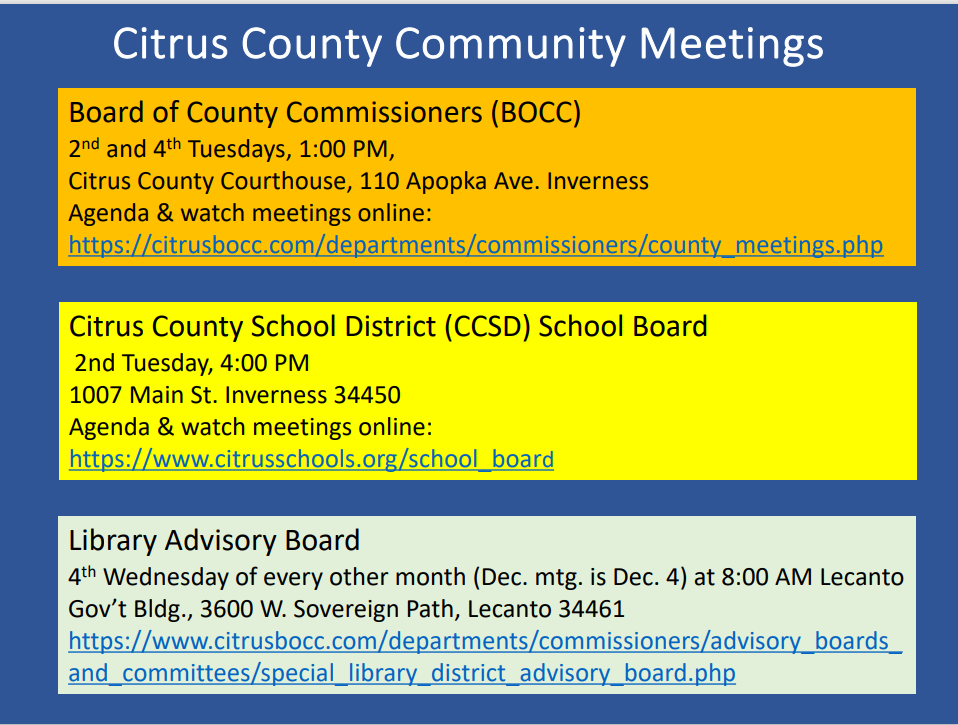 Citrus County Community Meetings
Board of County Commissioners (BOCC)
2nd and 4th Tuesdays, 1:00 PM,
Citrus County Courthouse, 110 Apopka Ave. Inverness
Agenda & watch meetings online:
https://citrusbocc.com/departments/commissioners/county_meetings.php
Citrus County School District (CCSD) School Board
2nd Tuesday, 4:00 PM
1007 Main St. Inverness 34450
Agenda & watch meetings online:
https://www.citrusschools.org/school_board
Library Advisory Board
4th Wednesday of every other month (Dec. mtg. is Dec. 4) at 8:00 AM Lecanto
Gov’t Bldg., 3600 W. Sovereign Path, Lecanto 34461
https://www.citrusbocc.com/departments/commissioners/advisory_boards_
and_committees/special_library_district_advisory_board.php